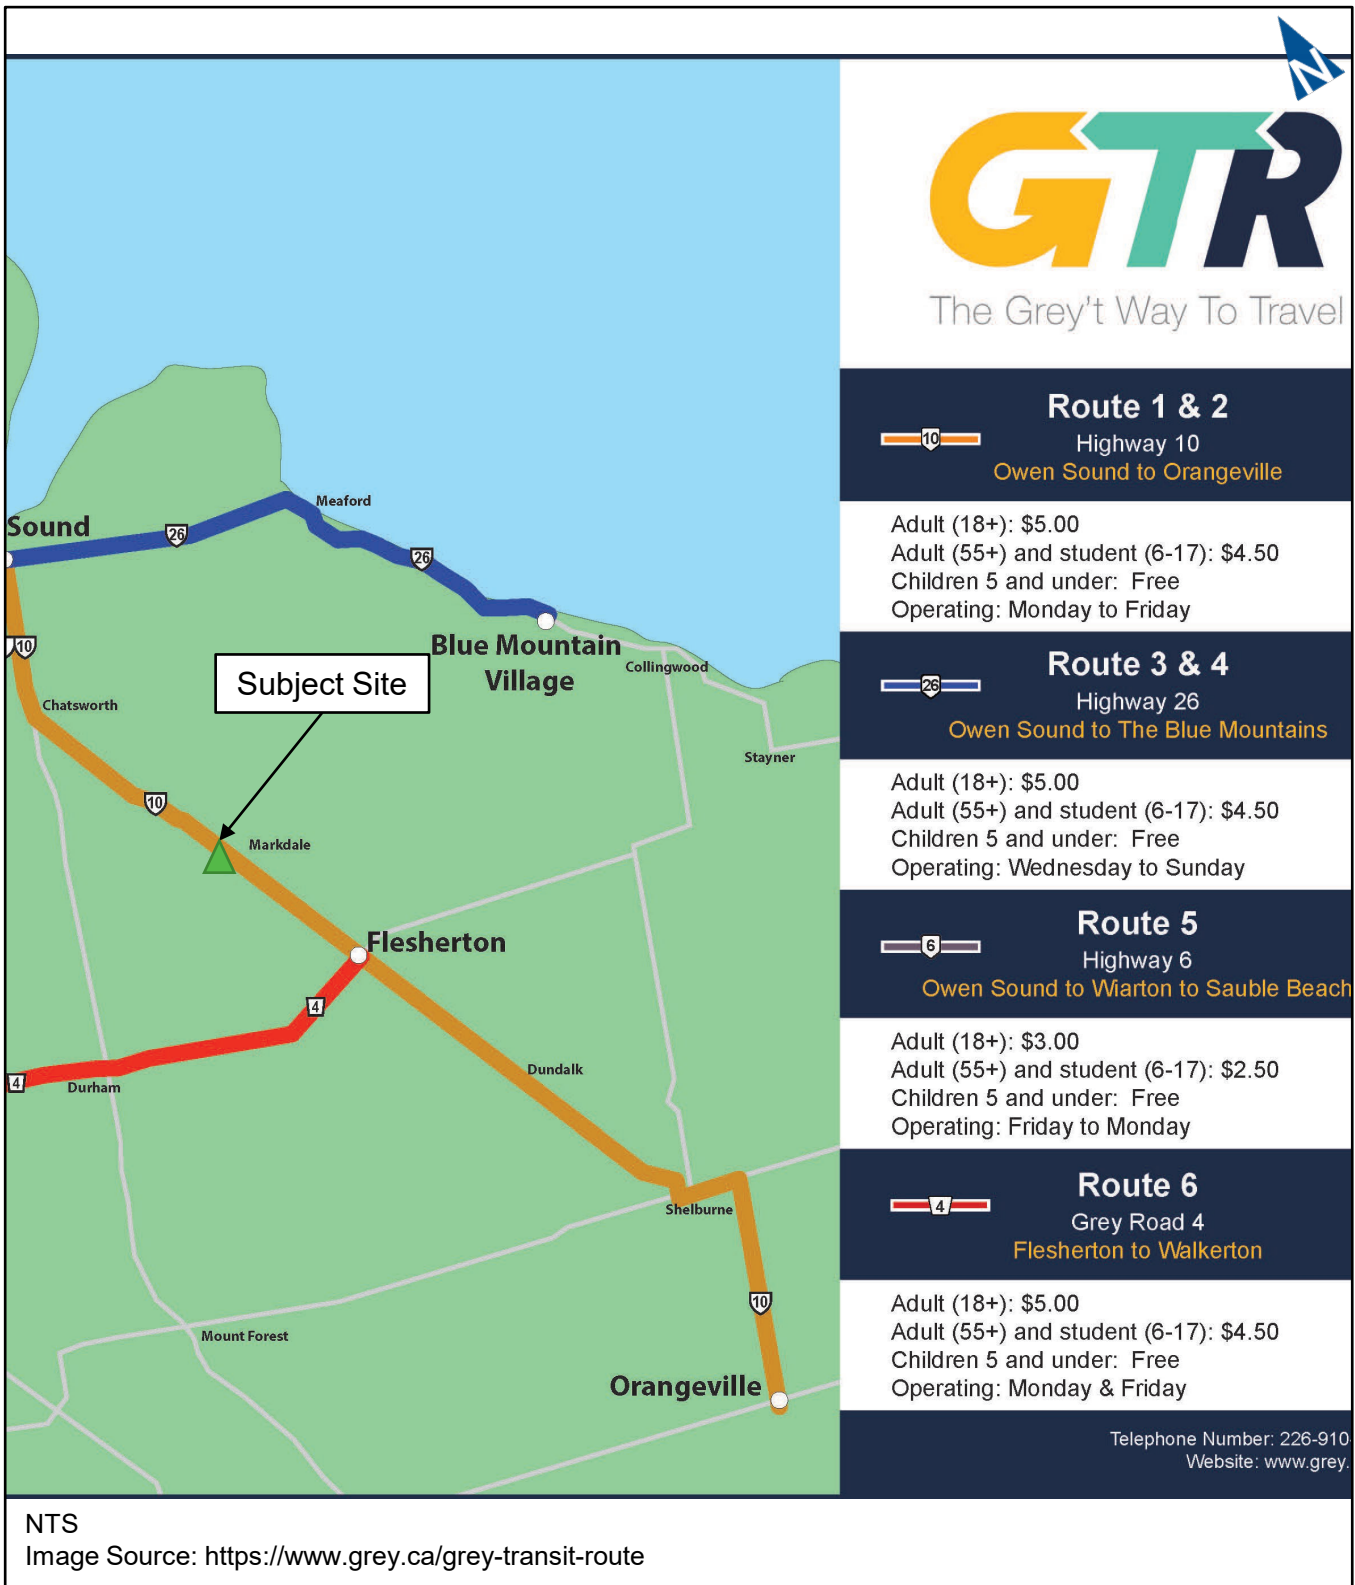 N
GTR
The Grey't Way To Travel
Sound
26
Meaford
26
Blue Mountain
Village
Collingwood
10
Subject Site
Chatsworth
Stayner
10
Markdale
Flesherton
4
Dundalk
4
Durham
Shelburne
10
Mount Forest
Orangeville
10
Route 1 & 2
Highway 10
Owen Sound to Orangeville
Adult (18+): $5.00
Adult (55+) and student (6-17): $4.50
Children 5 and under: Free
Operating: Monday to Friday
26
Route 3 & 4
Highway 26
Owen Sound to The Blue Mountains
Adult (18+): $5.00
Adult (55+) and student (6-17): $4.50
Children 5 and under: Free
Operating: Wednesday to Sunday
6
Route 5
Highway 6
Owen Sound to Wiarton to Sauble Beach
Adult (18+): $3.00
Adult (55+) and student (6-17): $2.50
Children 5 and under: Free
Operating: Friday to Monday
4
Route 6
Grey Road 4
Flesherton to Walkerton
Adult (18+): $5.00
Adult (55+) and student (6-17): $4.50
Children 5 and under: Free
Operating: Monday & Friday
Telephone Number: 226-910
Website: www.grey.
NTS
Image Source: https://www.grey.ca/grey-transit-route